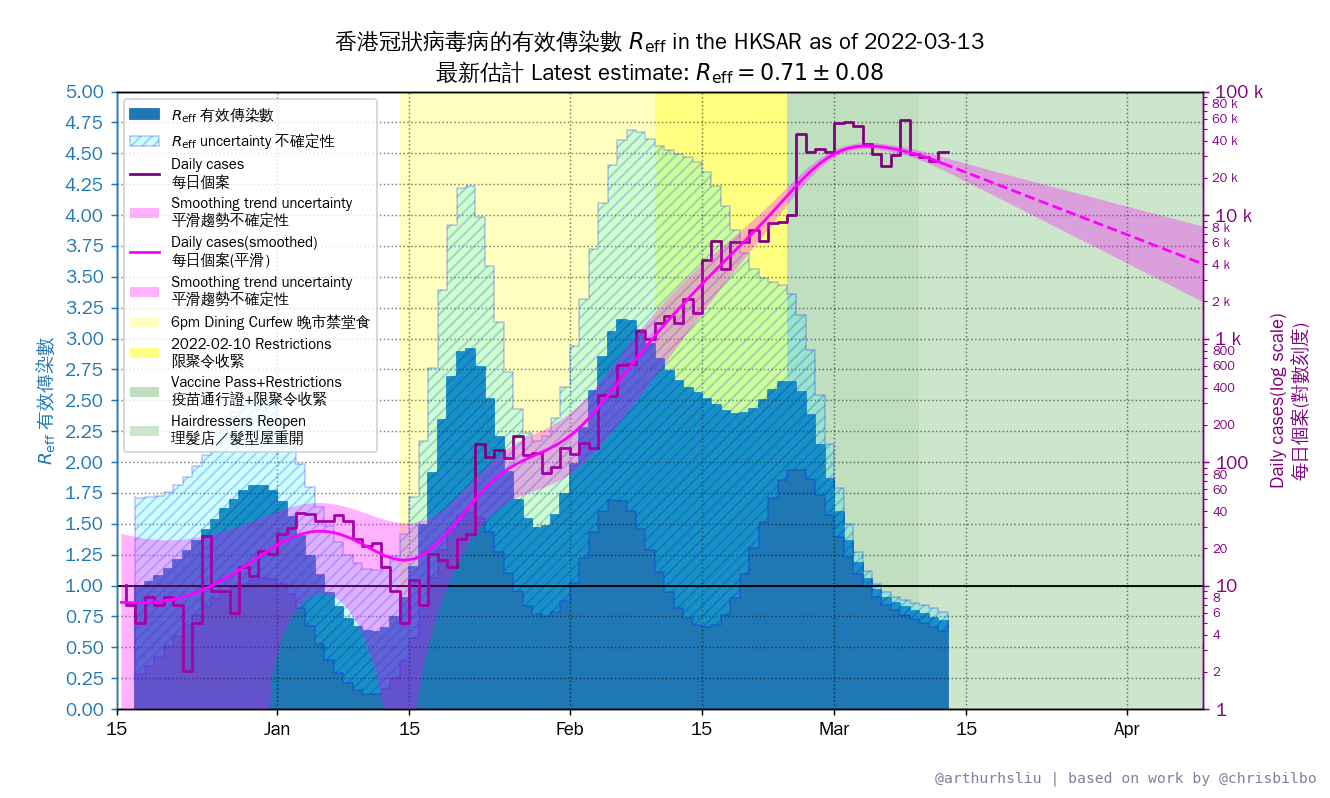 香港冠狀病毒病的有效傳染數 Reff in the HKSAR as of 2022-03-13
最新估計 Latest estimate: Reff = 0.71 ± 0.08
Reff 有效傳染數
Reff uncertainty 不確定性
Daily cases
每日個案
Smoothing trend uncertainty
平滑趨勢不確定性
Daily cases(smoothed)
每日個案(平滑）
Smoothing trend uncertainty
平滑趨勢不確定性
6pm Dining Curfew 晚市禁堂食
2022-02-10 Restrictions
限聚令收緊
Vaccine Pass+Restrictions
疫苗通行證+限聚令收緊
Hairdressers Reopen
理髮店／髮型屋重開
Reff 有效傳染數
5.00
4.75
4.50
4.25
4.00
3.75
3.50
3.25
3.00
2.75
2.50
2.25
2.00
1.75
1.50
1.25
1.00
0.75
0.50
0.25
0.00
15
Jan
15
Feb
15
Mar
15
Apr
100 k
80 k
60 k
40 k
20 k
10 k
8 k
6 k
4 k
2 k
1 k
800
600
400
200
100
80
60
40
20
10
8
6
4
2
1
Daily cases(log scale)
每日個案(對數刻度)
@arthurhsliu | based on work by @chrisbilbo